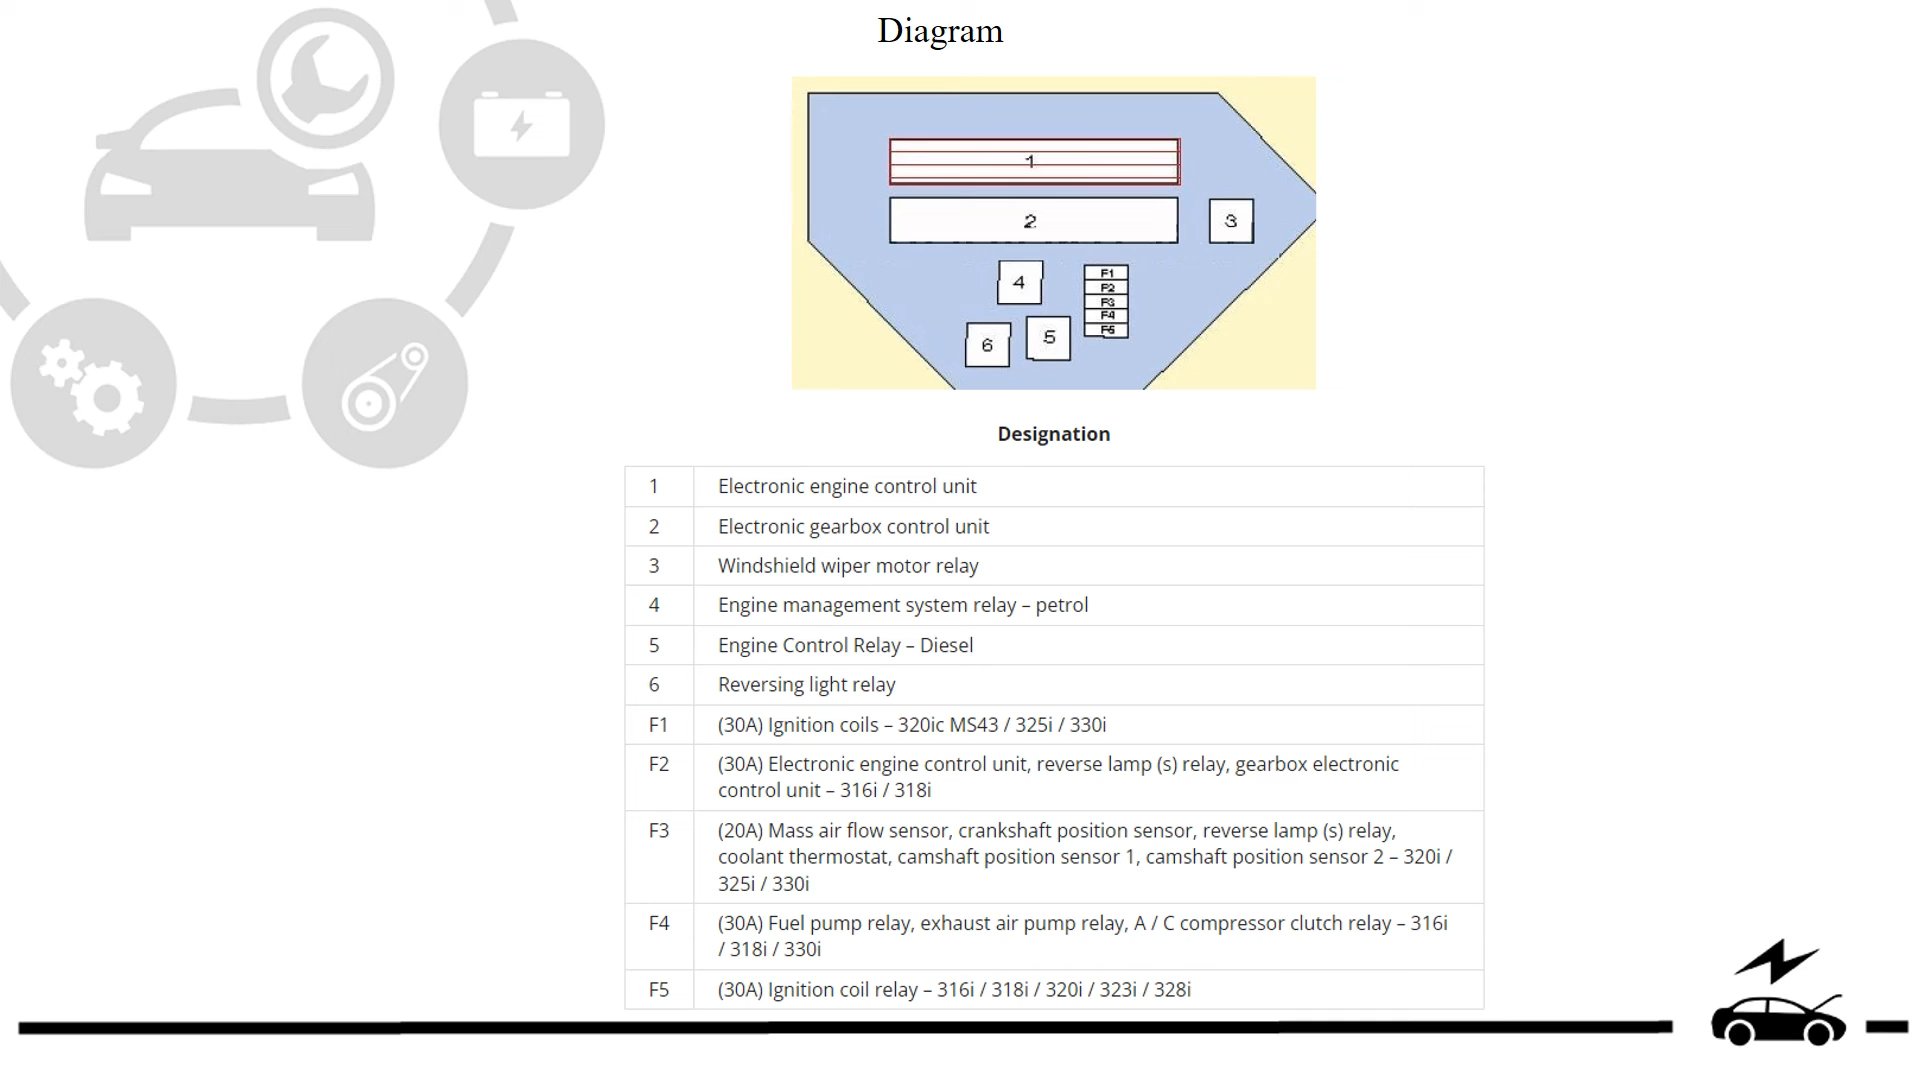 Diagram
1
2
3
4
F1
F2
F3
F4
F5
5
6
Designation
1 Electronic engine control unit
2 Electronic gearbox control unit
3 Windshield wiper motor relay
4 Engine management system relay – petrol
5 Engine Control Relay – Diesel
6 Reversing light relay
F1 (30A) Ignition coils – 320ic MS43 / 325i / 330i
F2 (30A) Electronic engine control unit, reverse lamp (s) relay, gearbox electronic
control unit – 316i / 318i
F3 (20A) Mass air flow sensor, crankshaft position sensor, reverse lamp (s) relay,
coolant thermostat, camshaft position sensor 1, camshaft position sensor 2 – 320i /
325i / 330i
F4 (30A) Fuel pump relay, exhaust air pump relay, A / C compressor clutch relay – 316i
/ 318i / 330i
F5 (30A) Ignition coil relay – 316i / 318i / 320i / 323i / 328i